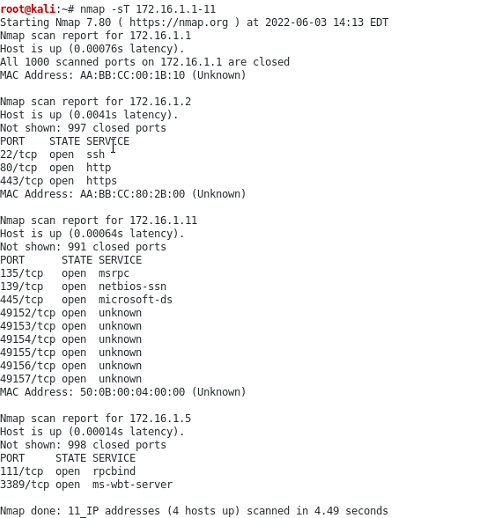 root@kali:~# nmap -sT 172.16.1.1-11
Starting Nmap 7.80 ( https://nmap.org ) at 2022-06-03 14:13 EDT
Nmap scan report for 172.16.1.1
Host is up (0.00076s latency).
All 1000 scanned ports on 172.16.1.1 are closed
MAC Address: AA:BB:CC:00:1B:10 (Unknown)

Nmap scan report for 172.16.1.2
Host is up (0.0041s latency).
Not shown: 997 closed ports
PORT    STATE SERVICE
22/tcp  open  ssh
80/tcp  open  http
443/tcp open  https
MAC Address: AA:BB:CC:80:2B:00 (Unknown)

Nmap scan report for 172.16.1.11
Host is up (0.00064s latency).
Not shown: 991 closed ports
PORT      STATE SERVICE
135/tcp   open  msrpc
139/tcp   open  netbios-ssn
445/tcp   open  microsoft-ds
49152/tcp open  unknown
49153/tcp open  unknown
49154/tcp open  unknown
49155/tcp open  unknown
49156/tcp open  unknown
49157/tcp open  unknown
MAC Address: 50:0B:00:04:00:00 (Unknown)

Nmap scan report for 172.16.1.5
Host is up (0.00014s latency).
Not shown: 998 closed ports
PORT     STATE SERVICE
111/tcp  open  rpcbind
3389/tcp open  ms-wbt-server

Nmap done: 11 IP addresses (4 hosts up) scanned in 4.49 seconds